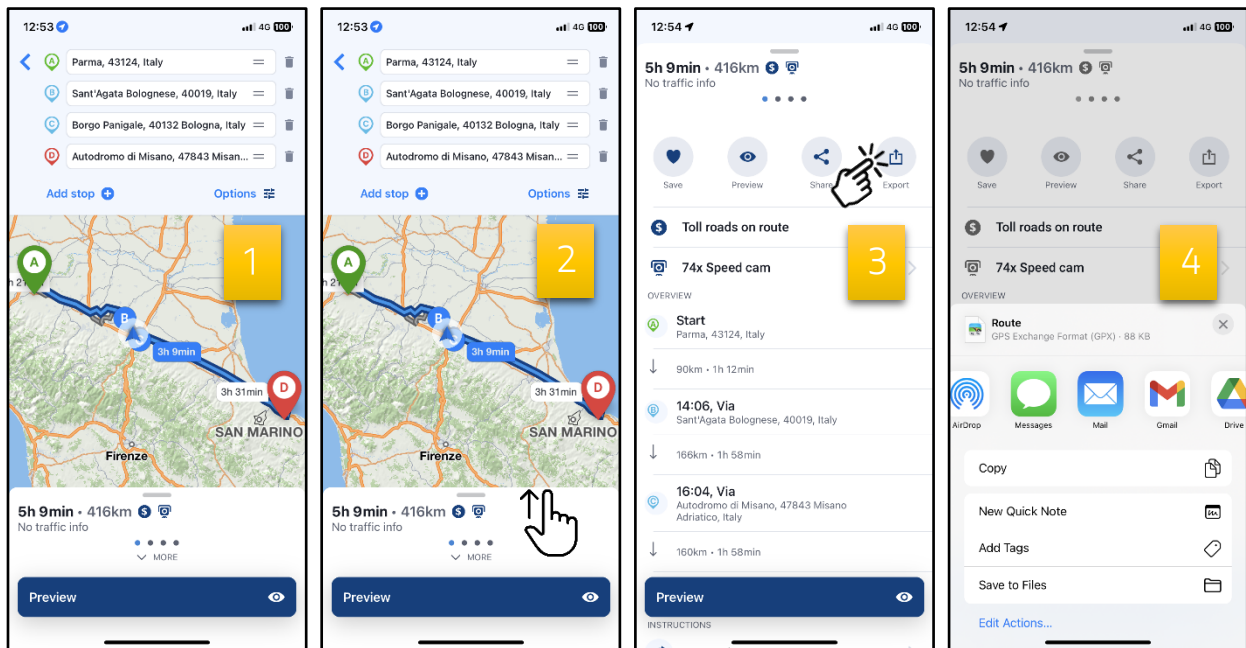 12:53
4G 100
A
Parma, 43124, Italy
B
Sant'Agata Bolognese, 40019, Italy
C
Borgo Panigale, 40132 Bologna, Italy
D
Autodromo di Misano, 47843 Misan...
Add stop
Options
A
1
B
3h 9min
3h 31min
D
SAN MARINO
Firenze
5h 9min • 416km
No traffic info
MORE
Preview
12:53
4G 100
A
Parma, 43124, Italy
B
Sant'Agata Bolognese, 40019, Italy
C
Borgo Panigale, 40132 Bologna, Italy
D
Autodromo di Misano, 47843 Misan...
Add stop
Options
A
2
B
3h 9min
3h 31min
D
SAN MARINO
Firenze
5h 9min • 416km
No traffic info
MORE
Preview
12:54
4G 100
5h 9min • 416km
No traffic info
Save
Preview
Share
Export
Toll roads on route
3
74x Speed cam
OVERVIEW
A
Start
Parma, 43124, Italy
90km • 1h 12min
B
14:06, Via
Sant'Agata Bolognese, 40019, Italy
166km • 1h 58min
C
16:04, Via
Autodromo di Misano, 47843 Misano
Adriatico, Italy
160km • 1h 58min
Preview
INSTRUCTIONS
12:54
4G 100
5h 9min • 416km
No traffic info
Save
Preview
Share
Export
Toll roads on route
4
74x Speed cam
OVERVIEW
Route
GPS Exchange Format (GPX) · 88 KB
AirDrop
Messages
Mail
Gmail
Drive
Copy
New Quick Note
Add Tags
Save to Files
Edit Actions...